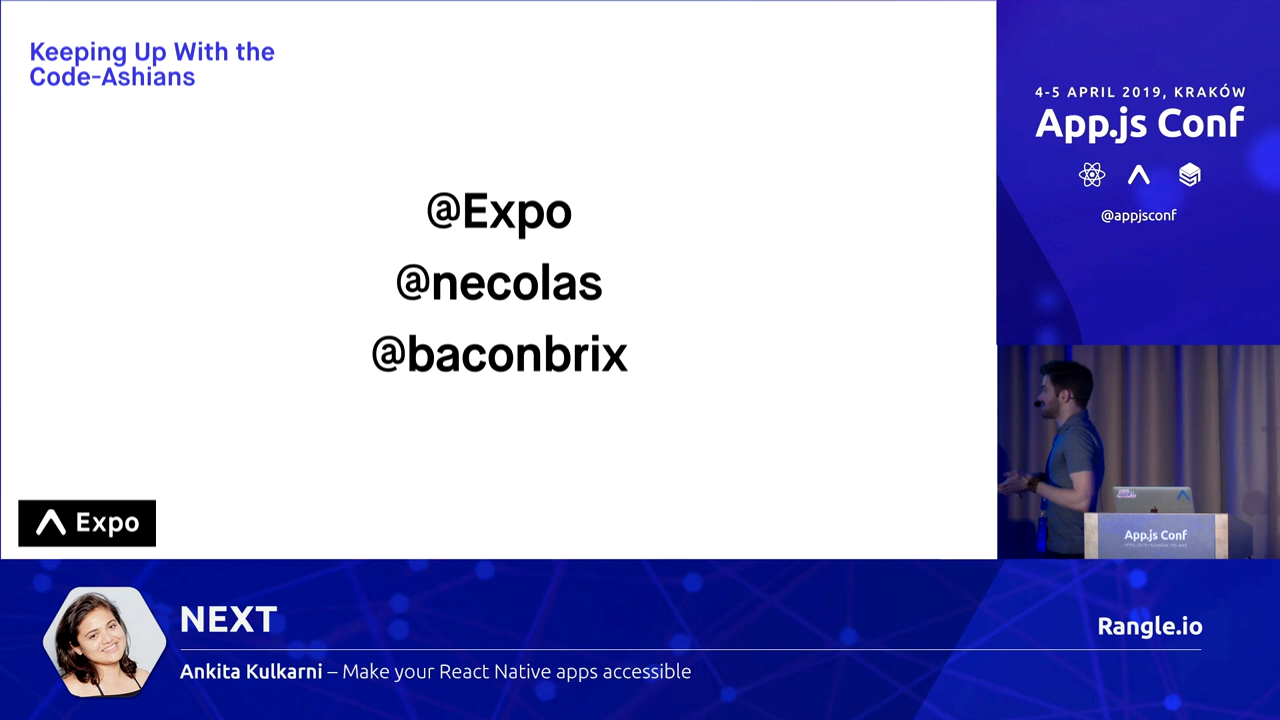 Keeping Up With the
Code-Ashians
@Expo
@necolas
@baconbrix
Expo
4-5 APRIL 2019, KRAKÓW
App.js Conf
@appjsconf
App.js Conf
NEXT
Ankita Kulkarni – Make your React Native apps accessible
Rangle.io